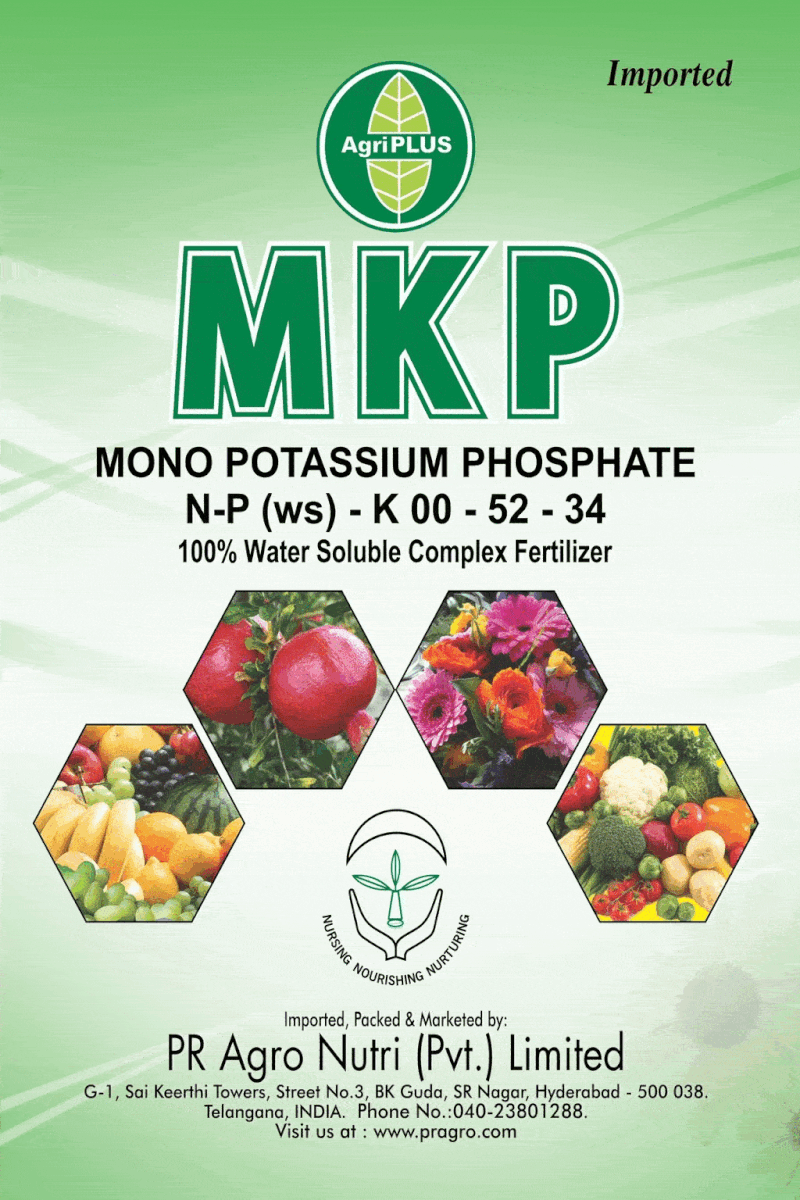 Imported
AgriPLUS
MKP
MONO POTASSIUM PHOSPHATE
N-P (ws) - K 00 - 52 - 34
100% Water Soluble Complex Fertilizer
NURSING NOURISHING NURTURING
Imported, Packed & Marketed by:
PR Agro Nutri (Pvt.) Limited
G-1, Sai Keerthi Towers, Street No.3, BK Guda, SR Nagar, Hyderabad - 500 038.
Telangana, INDIA. Phone No.:040-23801288.
Visit us at : www.pragro.com